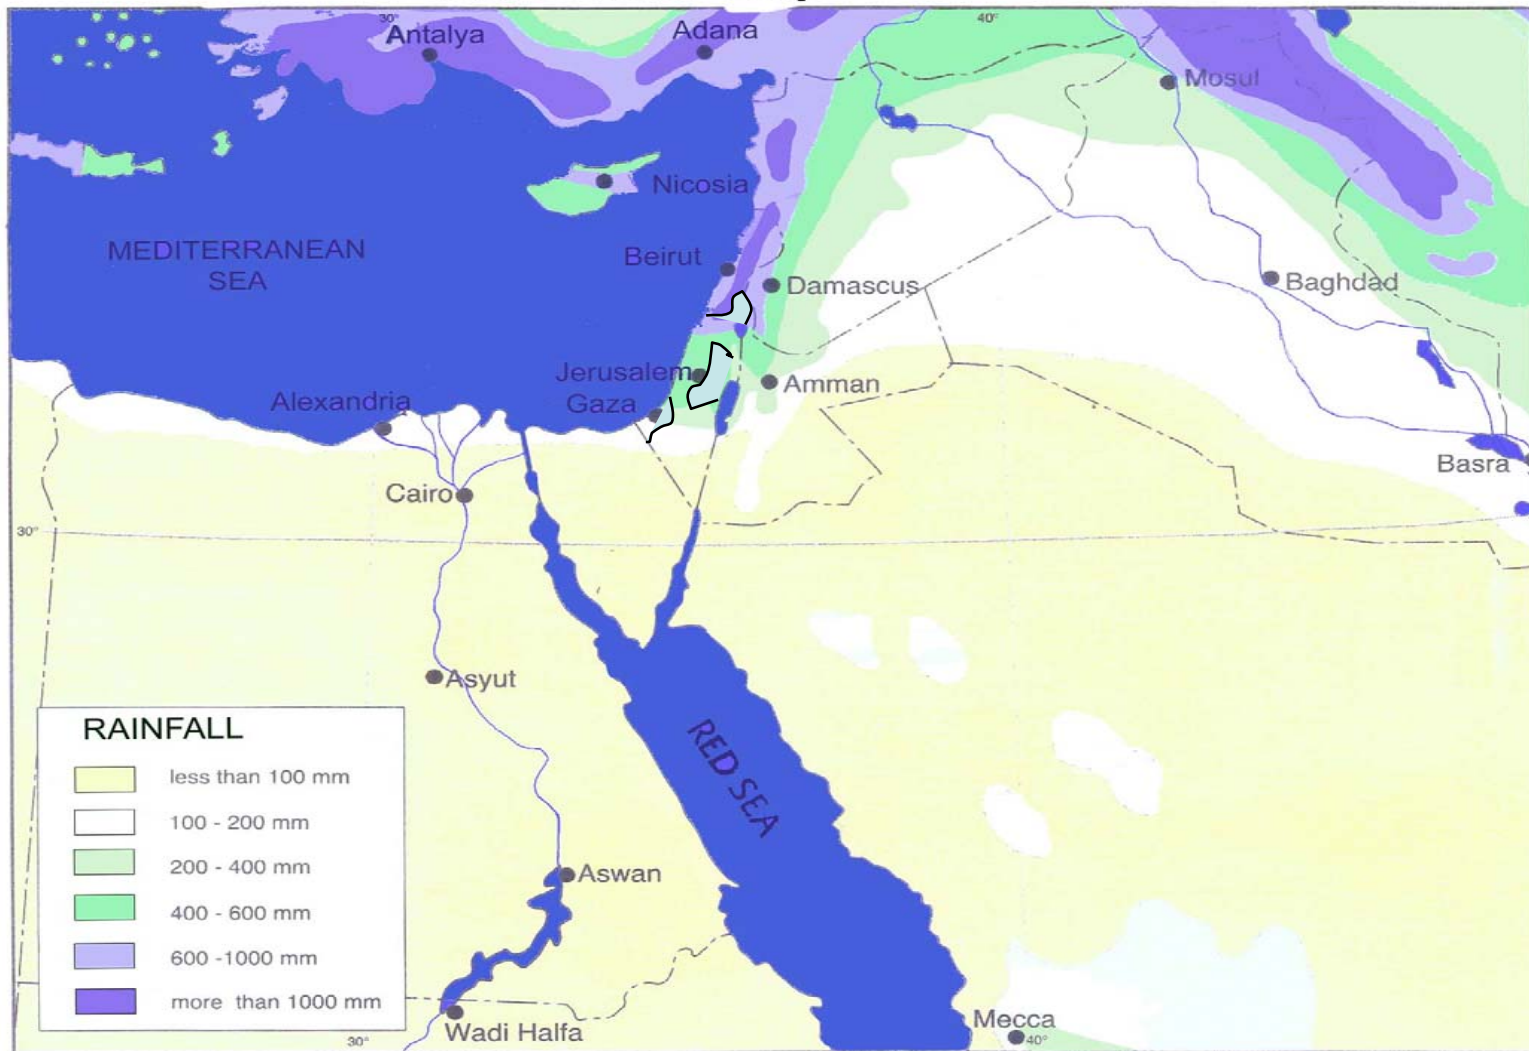 30°
40°
Antalya
Adana
Mosul
Nicosia
MEDITERRANEAN
SEA
Beirut
Damascus
Baghdad
Jerusalem
Amman
Gaza
Alexandria
Basra
Cairo
30°
Asyut
RED SEA
RAINFALL
less than 100 mm
100 - 200 mm
200 - 400 mm
400 - 600 mm
600 -1000 mm
more than 1000 mm
Aswan
Mecca
Wadi Halfa
30°
40°